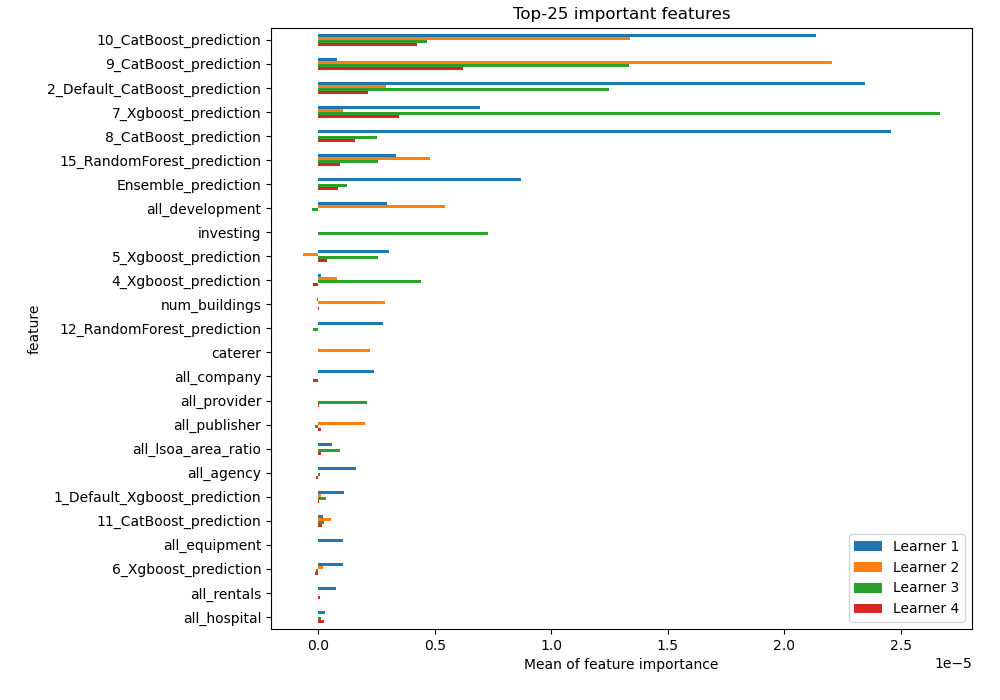 Top-25 important features
10_CatBoost_prediction
9_CatBoost_prediction
2_Default_CatBoost_prediction
7_Xgboost_prediction
8_CatBoost_prediction
15_RandomForest_prediction
Ensemble_prediction
all_development
investing
5_Xgboost_prediction
4_Xgboost_prediction
num_buildings
12_RandomForest_prediction
caterer
all_company
all_provider
all_publisher
all_lsoa_area_ratio
all_agency
1_Default_Xgboost_prediction
11_CatBoost_prediction
all_equipment
6_Xgboost_prediction
all_rentals
all_hospital
feature
Learner 1
Learner 2
Learner 3
Learner 4
0.0 0.5 1.0 1.5 2.0 2.5
1e−5
Mean of feature importance